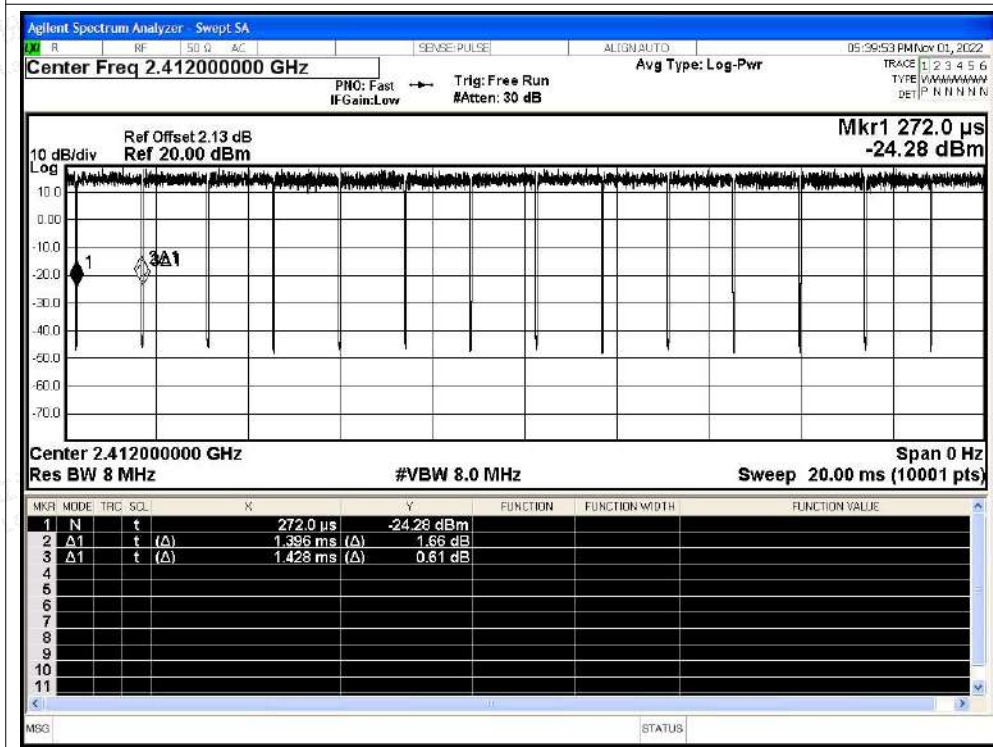 Agilent Spectrum Analyzer - Swept SA
LXI R RF 50 Ω AC SENSE:PULSE ALIGN AUTO 05:39:53 PM Nov 01, 2022
Center Freq 2.412000000 GHz Avg Type: Log-Pwr TRACE 1 2 3 4 5 6
PNO: Fast Trig: Free Run TYPE
IFGain:Low #Atten: 30 dB DET P N N N N N
Mkr1 272.0 µs
Ref Offset 2.13 dB
10 dB/div Ref 20.00 dBm -24.28 dBm
Log
10.0
0.00
-10.0
1
-20.0
-30.0
-40.0
-50.0
-60.0
-70.0
Center 2.412000000 GHz Span 0 Hz
Res BW 8 MHz #VBW 8.0 MHz Sweep 20.00 ms (10001 pts)
MKR MODE TRC SCL X Y FUNCTION FUNCTION WIDTH FUNCTION VALUE
1 N t 272.0 µs -24.28 dBm
2 Δ1 t (Δ) 1.396 ms (Δ) 1.66 dB
3 Δ1 t (Δ) 1.428 ms (Δ) 0.61 dB
4
5
6
7
8
9
10
11
MSG STATUS